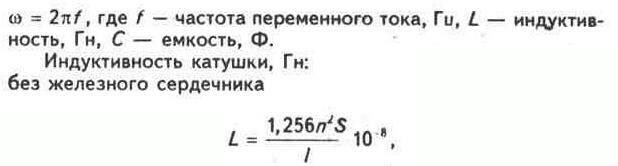 ω = 2πf, где f — частота переменного тока, Гц, L — индуктив-
ность, Гн, C — емкость, Ф.
Индуктивность катушки, Гн:
без железного сердечника
L = 1,256n²S / l 10⁻⁸,